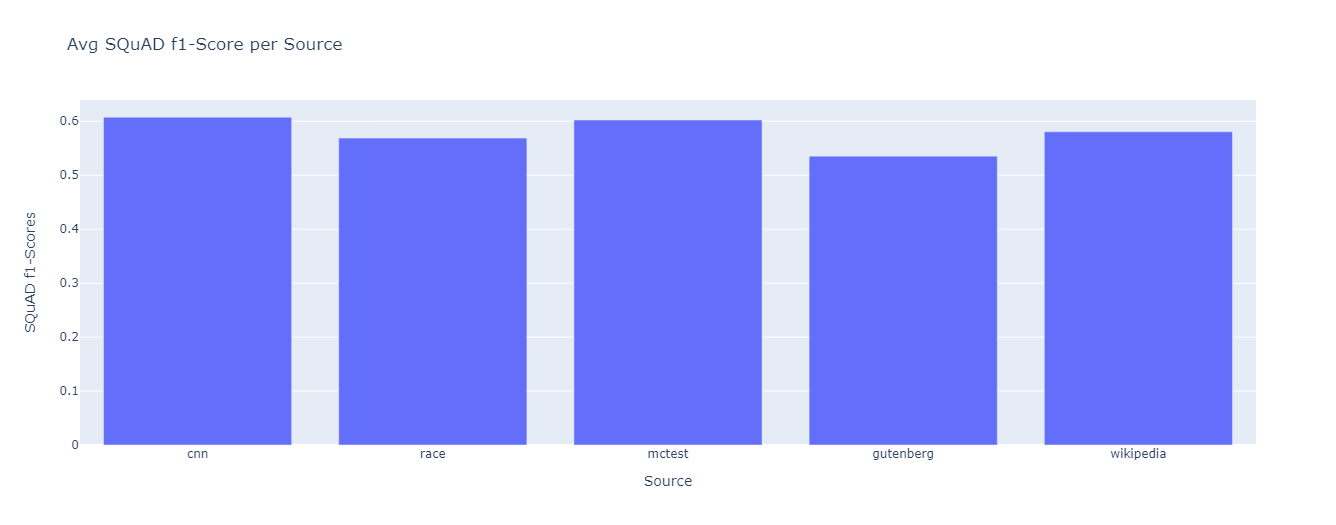 Avg SQuAD f1-Score per Source
SQuAD f1-Scores
0.6
0.5
0.4
0.3
0.2
0.1
0
cnn race mctest gutenberg wikipedia
Source